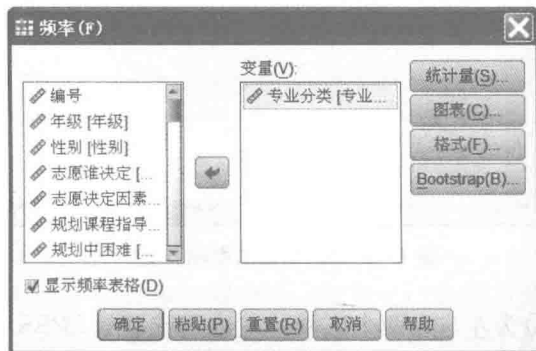 频率(F)
编号
年级 [年级]
性别 [性别]
志愿谁决定 [...
志愿决定因素...
规划课程指导...
规划中困难 [...
变量(V):
专业分类 [专业...
统计量(S)...
图表(C)...
格式(F)...
Bootstrap(B)...
显示频率表格(D)
确定 粘贴(P) 重置(R) 取消 帮助